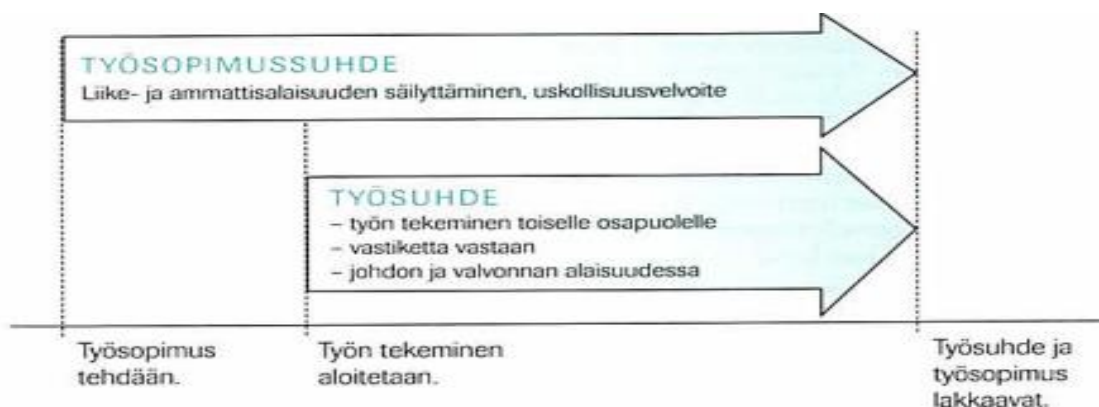 TYÖSOPIMUSSUHDE
Liike- ja ammattisalaisuuden säilyttäminen, uskollisuusvelvoite
TYÖSUHDE
– työn tekeminen toiselle osapuolelle
– vastiketta vastaan
– johdon ja valvonnan alaisuudessa
Työsopimus
tehdään.
Työn tekeminen
aloitetaan.
Työsuhde ja
työsopimus
lakkaavat.